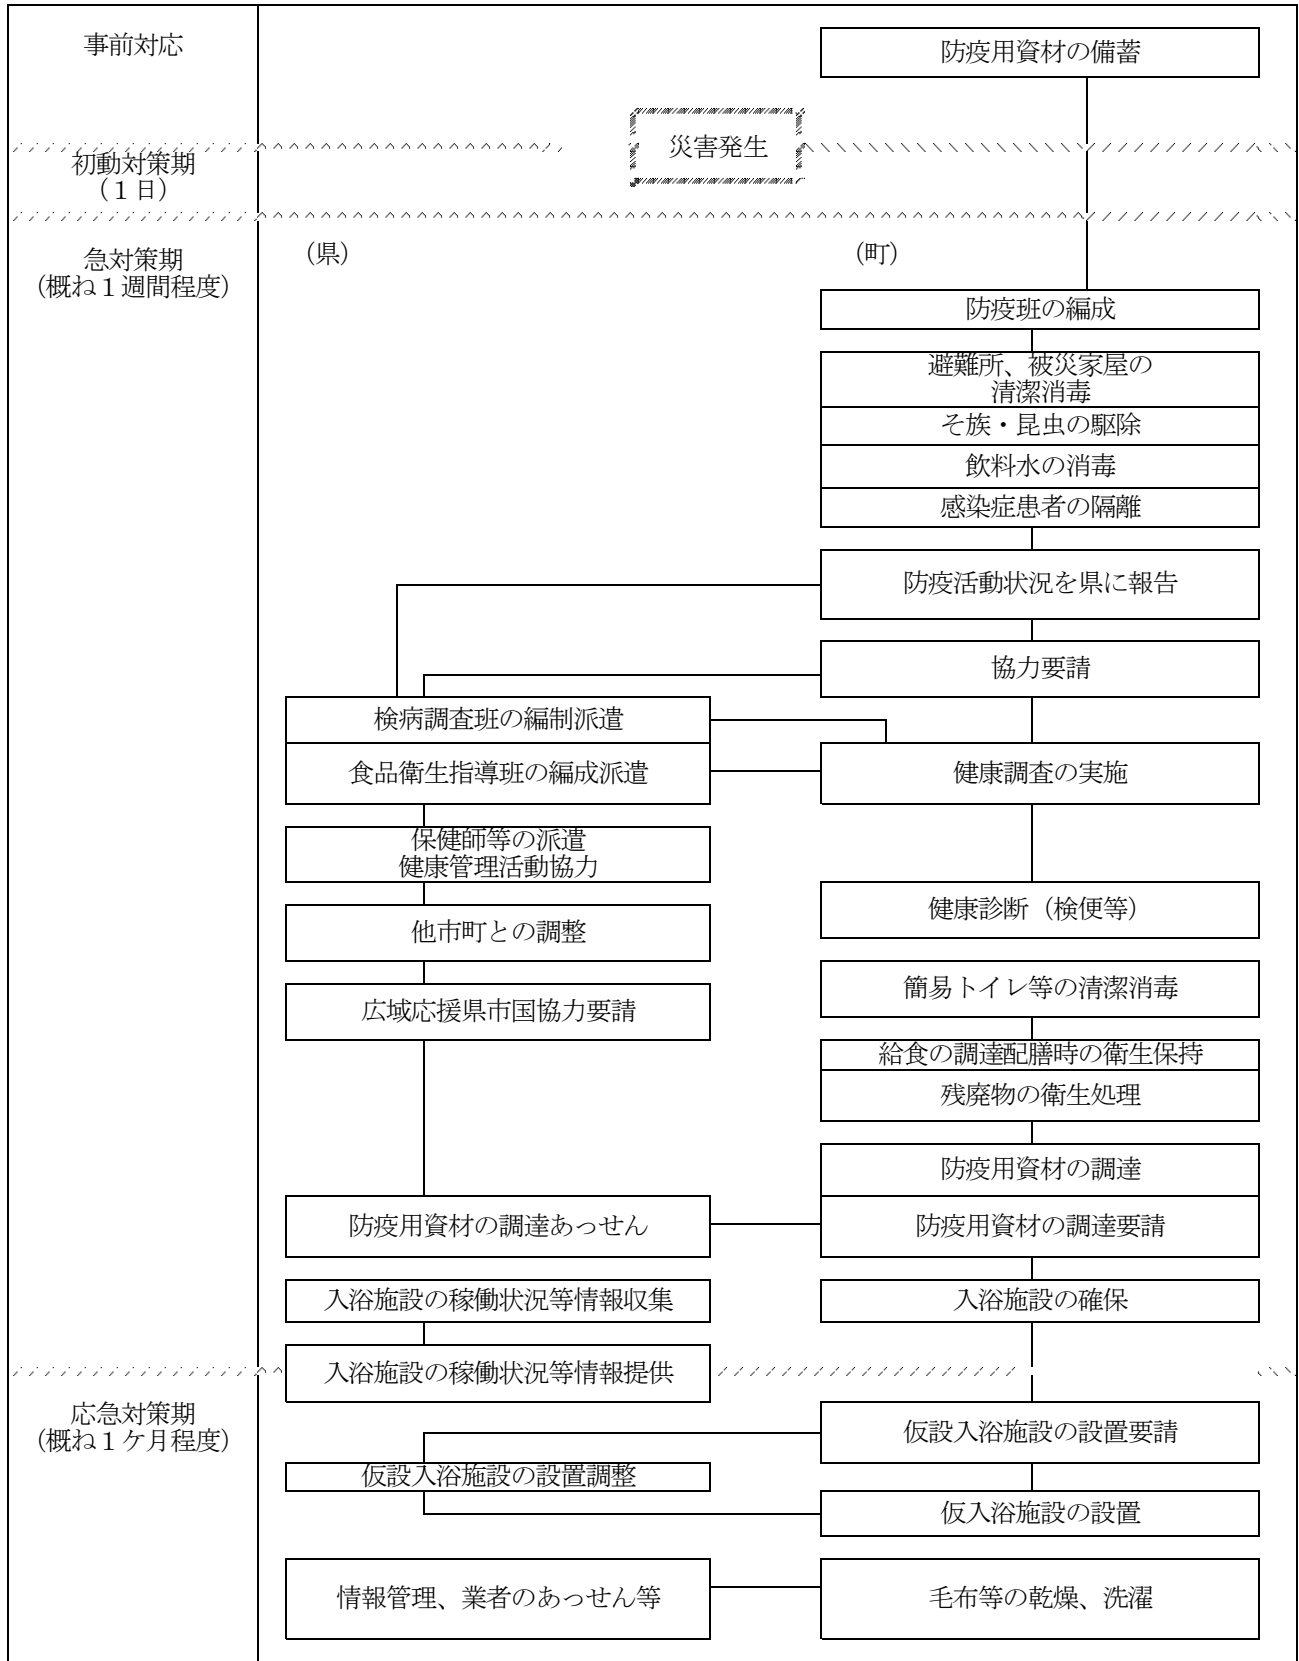 事前対応
防疫用資材の備蓄
災害発生
初動対策期
(１日)
急対策期
(概ね１週間程度)
(県)
(町)
防疫班の編成
避難所、被災家屋の
清潔消毒
そ族・昆虫の駆除
飲料水の消毒
感染症患者の隔離
防疫活動状況を県に報告
協力要請
検病調査班の編制派遣
食品衛生指導班の編成派遣
健康調査の実施
保健師等の派遣
健康管理活動協力
健康診断（検便等）
他市町との調整
簡易トイレ等の清潔消毒
広域応援県市国協力要請
給食の調達配膳時の衛生保持
残廃物の衛生処理
防疫用資材の調達
防疫用資材の調達あっせん
防疫用資材の調達要請
入浴施設の稼働状況等情報収集
入浴施設の確保
入浴施設の稼働状況等情報提供
応急対策期
(概ね１ケ月程度)
仮設入浴施設の設置要請
仮設入浴施設の設置調整
仮入浴施設の設置
情報管理、業者のあっせん等
毛布等の乾燥、洗濯